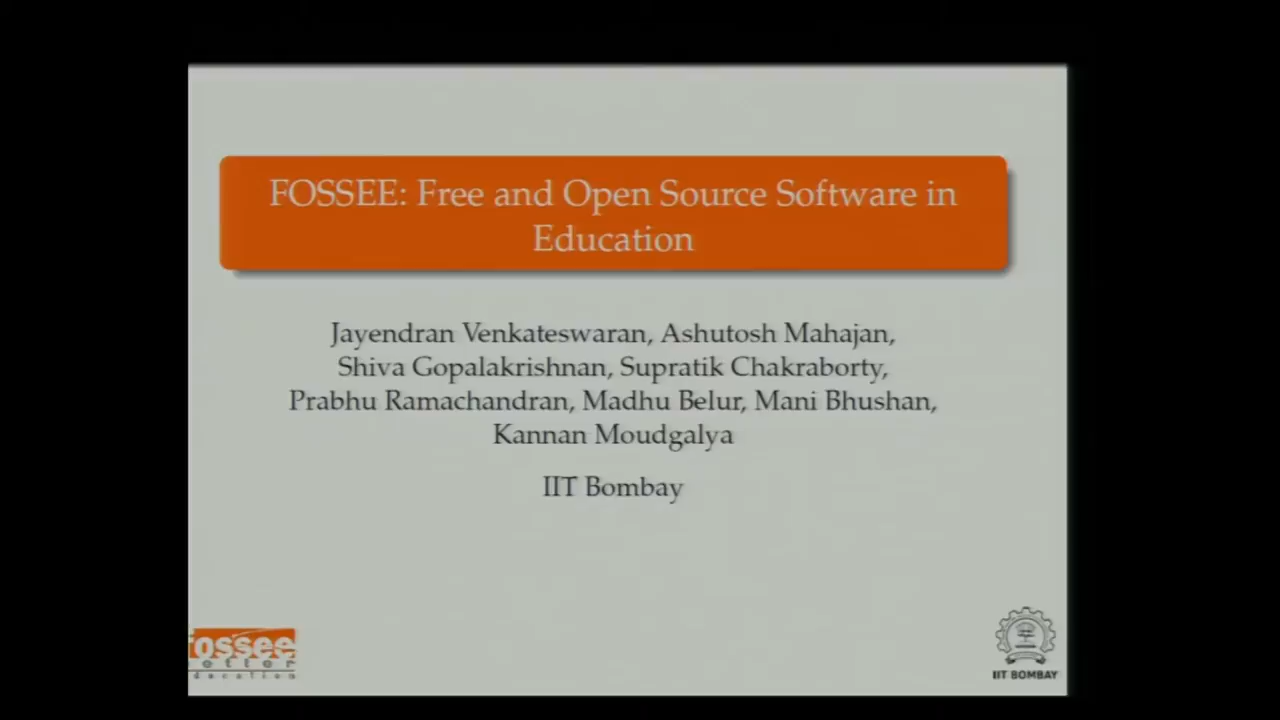 FOSSEE: Free and Open Source Software in
Education
Jayendran Venkateswaran, Ashutosh Mahajan,
Shiva Gopalakrishnan, Supratik Chakraborty,
Prabhu Ramachandran, Madhu Belur, Mani Bhushan,
Kannan Moudgalya
IIT Bombay
fossee
IIT BOMBAY